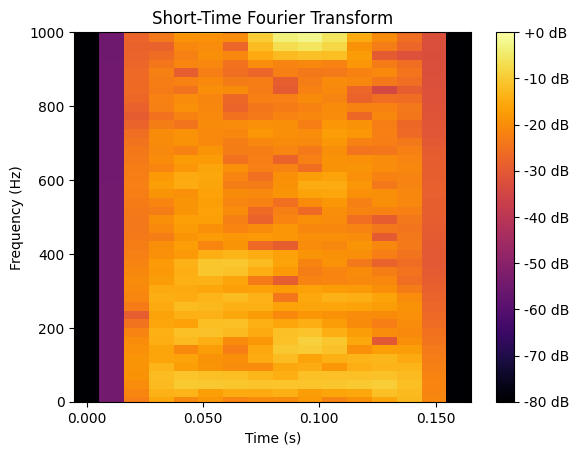 Short-Time Fourier Transform
Frequency (Hz)
1000
800
600
400
200
0
0.000
0.050
0.100
0.150
Time (s)
+0 dB
-10 dB
-20 dB
-30 dB
-40 dB
-50 dB
-60 dB
-70 dB
-80 dB